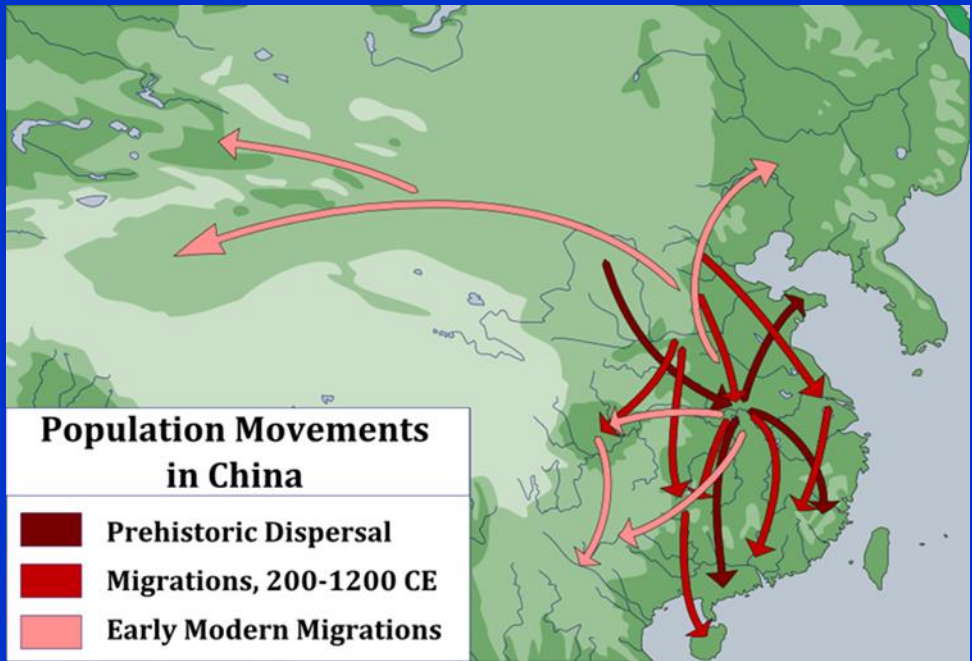 Population Movements
in China
Prehistoric Dispersal
Migrations, 200-1200 CE
Early Modern Migrations